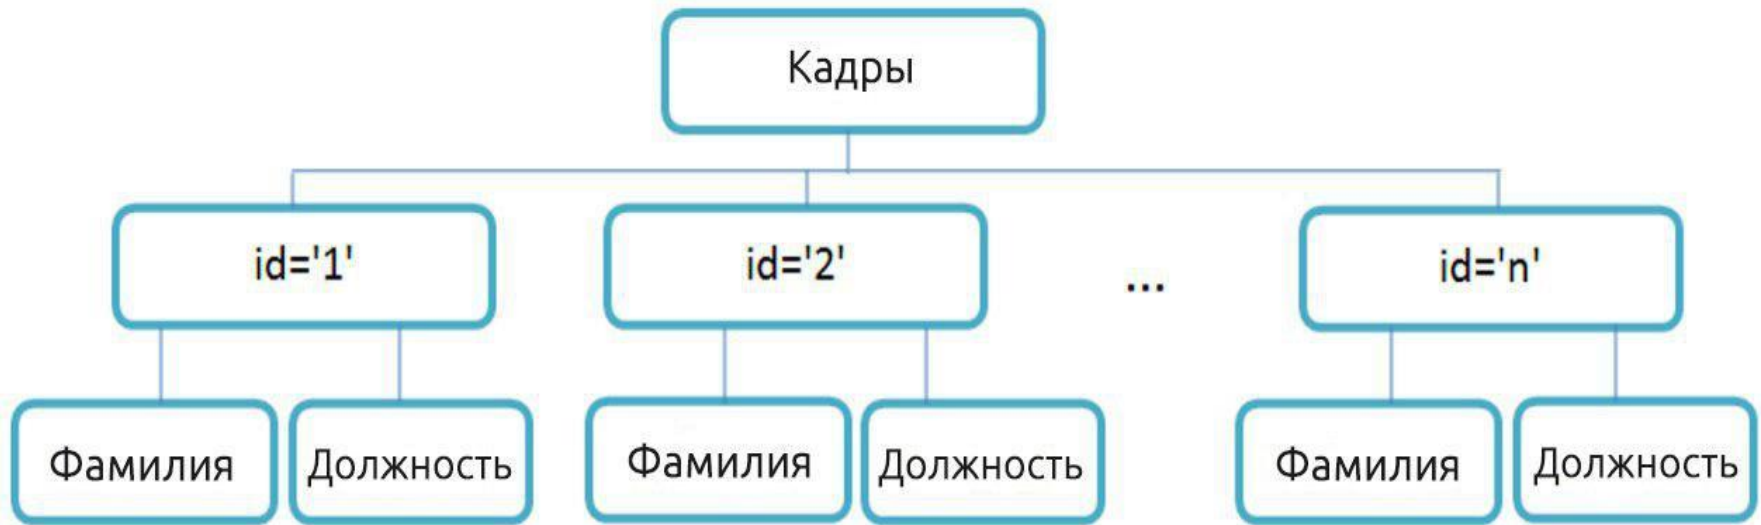 Кадры
id='1'
id='2'
...
id='n'
Фамилия
Должность
Фамилия
Должность
Фамилия
Должность